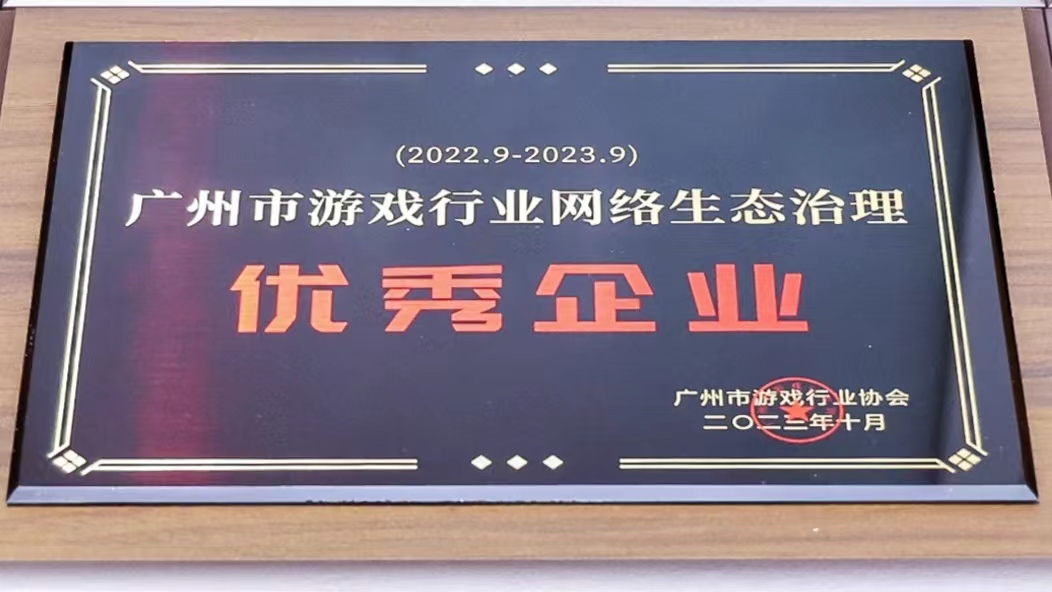 (2022.9-2023.9)
广州市游戏行业网络生态治理
优秀企业
广州市游戏行业协会
二〇二三年十月